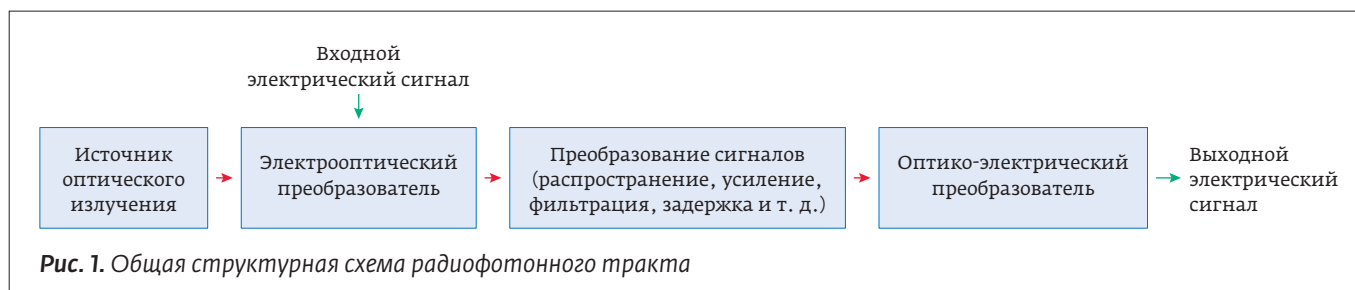 Входной
электрический сигнал
Источник
оптического
излучения
Электрооптический
преобразователь
Преобразование сигналов
(распространение, усиление,
фильтрация, задержка и т. д.)
Оптико-электрический
преобразователь
Выходной
электрический
сигнал
Рис. 1. Общая структурная схема радиофотонного тракта